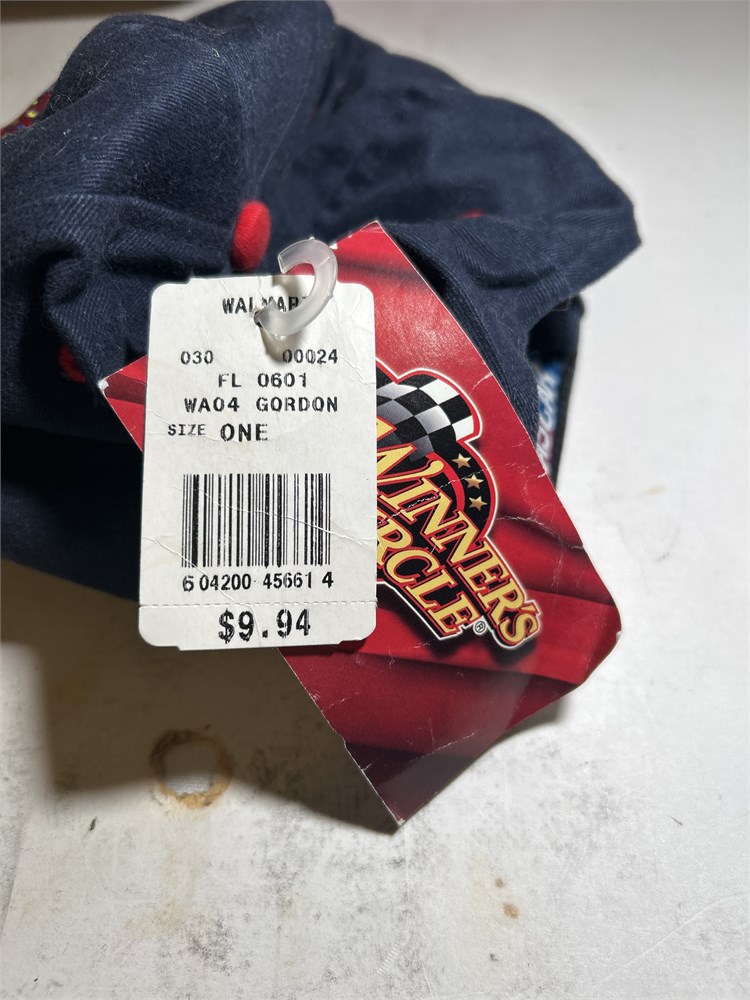 WALMART
030 00024
FL 0601
WA04 GORDON
SIZE ONE
6 04200 45661 4
$9.94
WINNER'S
CIRCLE®